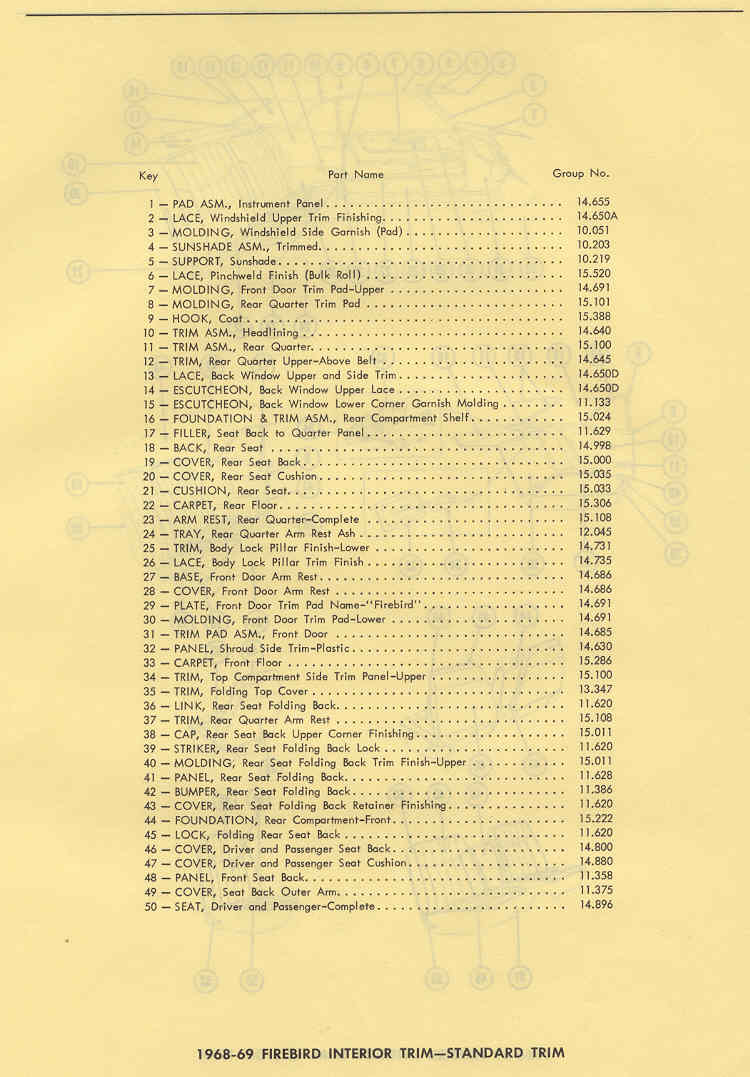 Key Part Name Group No.
1 — PAD ASM., Instrument Panel. . . . . . . . . . . . . . . . . . . . . . . . . . . . . . 14.655
2 — LACE, Windshield Upper Trim Finishing. . . . . . . . . . . . . . . . . . . . . . . 14.650A
3 — MOLDING, Windshield Side Garnish (Pad) . . . . . . . . . . . . . . . . . . . . 10.051
4 — SUNSHADE ASM., Trimmed. . . . . . . . . . . . . . . . . . . . . . . . . . . . . . . 10.203
5 — SUPPORT, Sunshade. . . . . . . . . . . . . . . . . . . . . . . . . . . . . . . . . . . . 10.219
6 — LACE, Pinchweld Finish (Bulk Roll) . . . . . . . . . . . . . . . . . . . . . . . . . 15.520
7 — MOLDING, Front Door Trim Pad-Upper . . . . . . . . . . . . . . . . . . . . . . 14.691
8 — MOLDING, Rear Quarter Trim Pad . . . . . . . . . . . . . . . . . . . . . . . . . 15.101
9 — HOOK, Coat . . . . . . . . . . . . . . . . . . . . . . . . . . . . . . . . . . . . . . . . 15.388
10 — TRIM ASM., Headlining . . . . . . . . . . . . . . . . . . . . . . . . . . . . . . . . . 14.640
11 — TRIM ASM., Rear Quarter. . . . . . . . . . . . . . . . . . . . . . . . . . . . . . . . 15.100
12 — TRIM, Rear Quarter Upper-Above Belt . . . . . . . . . . . . . . . . . . . . . . . 14.645
13 — LACE, Back Window Upper and Side Trim. . . . . . . . . . . . . . . . . . . . . 14.650D
14 — ESCUTCHEON, Back Window Upper Lace . . . . . . . . . . . . . . . . . . . . . 14.650D
15 — ESCUTCHEON, Back Window Lower Corner Garnish Molding . . . . . . . . 11.133
16 — FOUNDATION & TRIM ASM., Rear Compartment Shelf. . . . . . . . . . . . 15.024
17 — FILLER, Seat Back to Quarter Panel. . . . . . . . . . . . . . . . . . . . . . . . . 11.629
18 — BACK, Rear Seat . . . . . . . . . . . . . . . . . . . . . . . . . . . . . . . . . . . . . 14.998
19 — COVER, Rear Seat Back. . . . . . . . . . . . . . . . . . . . . . . . . . . . . . . . . 15.000
20 — COVER, Rear Seat Cushion. . . . . . . . . . . . . . . . . . . . . . . . . . . . . . . 15.035
21 — CUSHION, Rear Seat. . . . . . . . . . . . . . . . . . . . . . . . . . . . . . . . . . . 15.033
22 — CARPET, Rear Floor. . . . . . . . . . . . . . . . . . . . . . . . . . . . . . . . . . . . 15.306
23 — ARM REST, Rear Quarter-Complete . . . . . . . . . . . . . . . . . . . . . . . . . 15.108
24 — TRAY, Rear Quarter Arm Rest Ash . . . . . . . . . . . . . . . . . . . . . . . . . . 12.045
25 — TRIM, Body Lock Pillar Finish-Lower . . . . . . . . . . . . . . . . . . . . . . . . 14.731
26 — LACE, Body Lock Pillar Trim Finish . . . . . . . . . . . . . . . . . . . . . . . . . 14.735
27 — BASE, Front Door Arm Rest. . . . . . . . . . . . . . . . . . . . . . . . . . . . . . . 14.686
28 — COVER, Front Door Arm Rest . . . . . . . . . . . . . . . . . . . . . . . . . . . . . 14.686
29 — PLATE, Front Door Trim Pad Name-"Firebird". . . . . . . . . . . . . . . . . . 14.691
30 — MOLDING, Front Door Trim Pad-Lower . . . . . . . . . . . . . . . . . . . . . . 14.691
31 — TRIM PAD ASM., Front Door . . . . . . . . . . . . . . . . . . . . . . . . . . . . . 14.685
32 — PANEL, Shroud Side Trim-Plastic. . . . . . . . . . . . . . . . . . . . . . . . . . . 14.630
33 — CARPET, Front Floor . . . . . . . . . . . . . . . . . . . . . . . . . . . . . . . . . . . 15.286
34 — TRIM, Top Compartment Side Trim Panel-Upper . . . . . . . . . . . . . . . . . 15.100
35 — TRIM, Folding Top Cover . . . . . . . . . . . . . . . . . . . . . . . . . . . . . . . . 13.347
36 — LINK, Rear Seat Folding Back. . . . . . . . . . . . . . . . . . . . . . . . . . . . . 11.620
37 — TRIM, Rear Quarter Arm Rest . . . . . . . . . . . . . . . . . . . . . . . . . . . . . 15.108
38 — CAP, Rear Seat Back Upper Corner Finishing. . . . . . . . . . . . . . . . . . . 15.011
39 — STRIKER, Rear Seat Folding Back Lock . . . . . . . . . . . . . . . . . . . . . . . 11.620
40 — MOLDING, Rear Seat Folding Back Trim Finish-Upper . . . . . . . . . . . . 15.011
41 — PANEL, Rear Seat Folding Back. . . . . . . . . . . . . . . . . . . . . . . . . . . . 11.628
42 — BUMPER, Rear Seat Folding Back. . . . . . . . . . . . . . . . . . . . . . . . . . . 11.386
43 — COVER, Rear Seat Folding Back Retainer Finishing. . . . . . . . . . . . . . . 11.620
44 — FOUNDATION, Rear Compartment-Front. . . . . . . . . . . . . . . . . . . . . . 15.222
45 — LOCK, Folding Rear Seat Back . . . . . . . . . . . . . . . . . . . . . . . . . . . . 11.620
46 — COVER, Driver and Passenger Seat Back. . . . . . . . . . . . . . . . . . . . . . 14.800
47 — COVER, Driver and Passenger Seat Cushion. . . . . . . . . . . . . . . . . . . . 14.880
48 — PANEL, Front Seat Back. . . . . . . . . . . . . . . . . . . . . . . . . . . . . . . . . 11.358
49 — COVER, Seat Back Outer Arm. . . . . . . . . . . . . . . . . . . . . . . . . . . . . 11.375
50 — SEAT, Driver and Passenger-Complete. . . . . . . . . . . . . . . . . . . . . . . . 14.896
1968-69 FIREBIRD INTERIOR TRIM—STANDARD TRIM